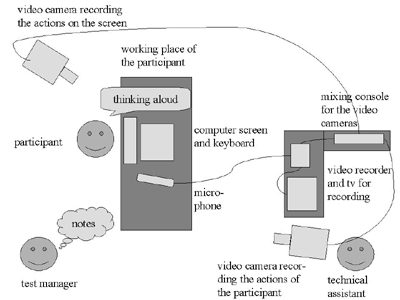 video camera recording
the actions on the screen
working place of
the participant
thinking aloud
participant
computer screen
and keyboard
micro-
phone
mixing console
for the video
cameras
video recorder
and tv for
recording
notes
test manager
video camera recor-
ding the actions of
the participant
technical
assistant